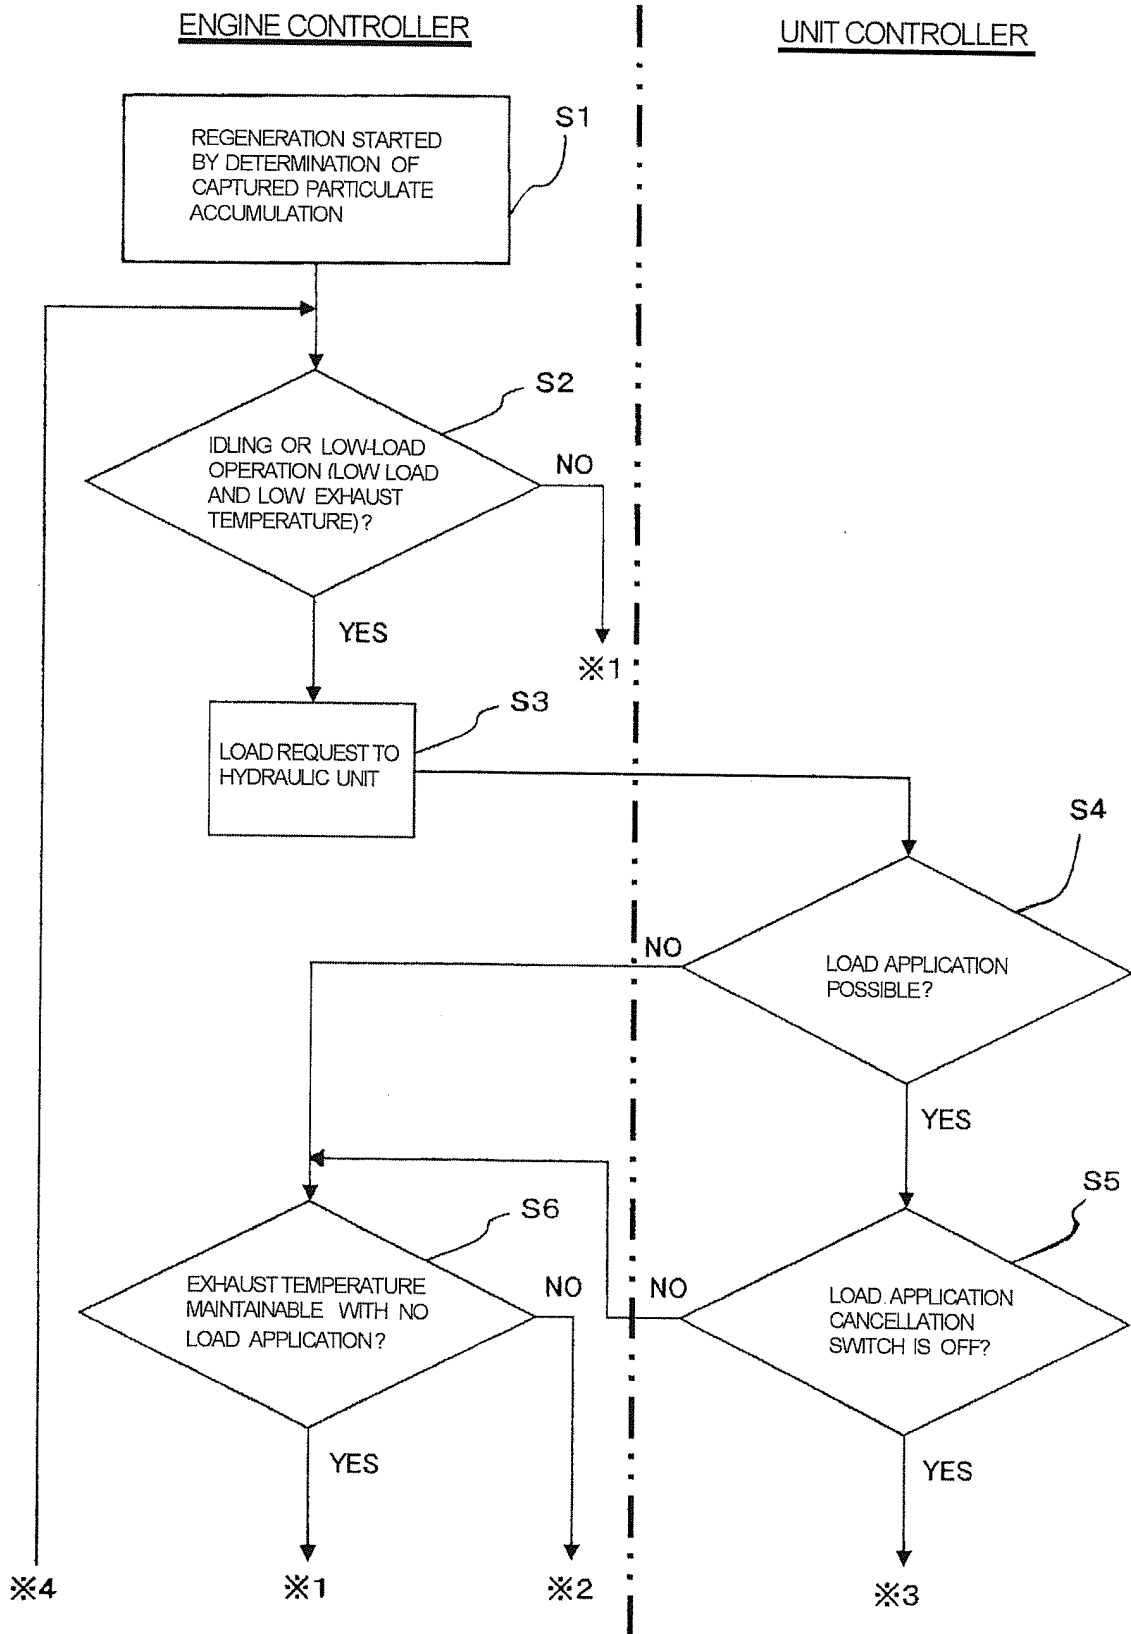 ENGINE CONTROLLER
UNIT CONTROLLER
REGENERATION STARTED
BY DETERMINATION OF
CAPTURED PARTICULATE
ACCUMULATION
S1
S2
IDLING OR LOW-LOAD
OPERATION (LOW LOAD
AND LOW EXHAUST
TEMPERATURE)?
NO
YES
※1
S3
LOAD REQUEST TO
HYDRAULIC UNIT
S4
NO
LOAD APPLICATION
POSSIBLE?
YES
S5
S6
EXHAUST TEMPERATURE
MAINTAINABLE WITH NO
LOAD APPLICATION?
NO
NO
LOAD. APPLICATION
CANCELLATION
SWITCH IS OFF?
YES
YES
※4
※1
※2
※3